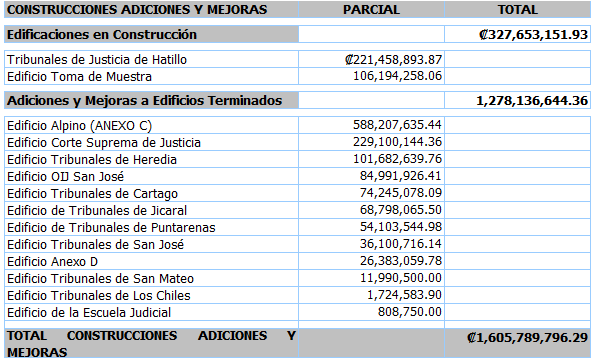 CONSTRUCCIONES ADICIONES Y MEJORAS PARCIAL TOTAL
Edificaciones en Construcción ₡327,653,151.93
Tribunales de Justicia de Hatillo ₡221,458,893.87
Edificio Toma de Muestra 106,194,258.06
Adiciones y Mejoras a Edificios Terminados 1,278,136,644.36
Edificio Alpino (ANEXO C) 588,207,635.44
Edificio Corte Suprema de Justicia 229,100,144.36
Edificio Tribunales de Heredia 101,682,639.76
Edificio OIJ San José 84,991,926.41
Edificio Tribunales de Cartago 74,245,078.09
Edificio de Tribunales de Jicaral 68,798,065.50
Edificio de Tribunales de Puntarenas 54,103,544.98
Edificio Tribunales de San José 36,100,716.14
Edificio Anexo D 26,383,059.78
Edificio Tribunales de San Mateo 11,990,500.00
Edificio Tribunales de Los Chiles 1,724,583.90
Edificio de la Escuela Judicial 808,750.00
TOTAL CONSTRUCCIONES ADICIONES Y ₡1,605,789,796.29
MEJORAS